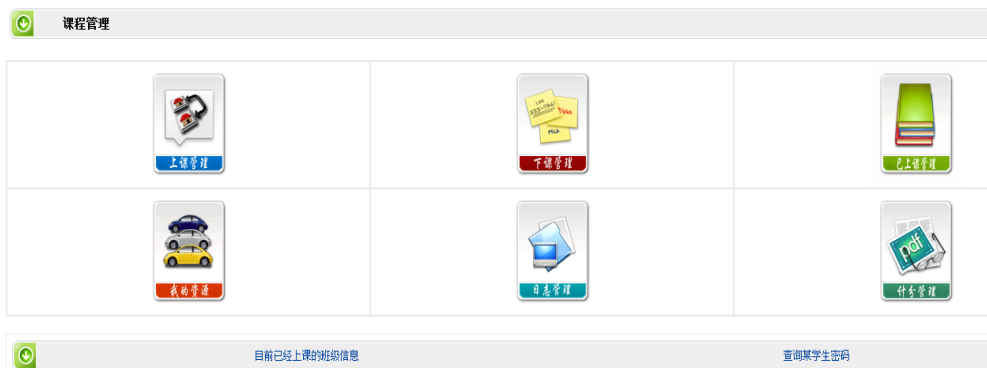 课程管理
上课管理
下课管理
已上课管理
我的资源
日志管理
pdf
计分管理
目前已经上课的班级信息
查询某学生密码